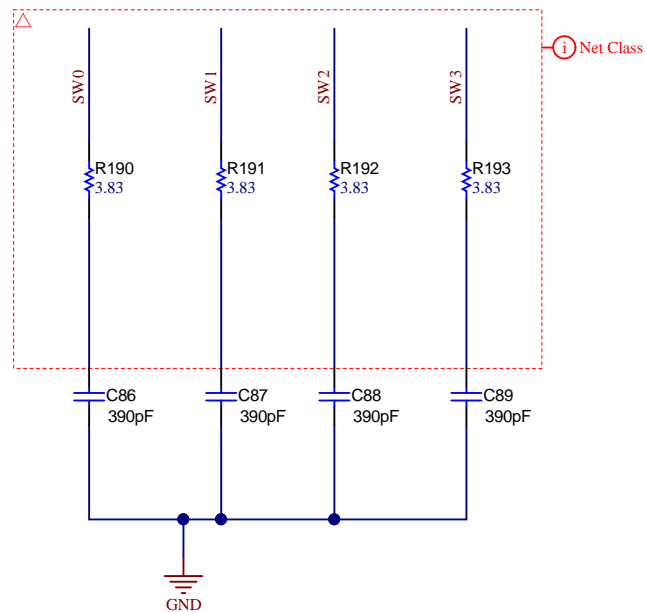 i Net Class
SW0 SW1 SW2 SW3
R190 R191 R192 R193
3.83 3.83 3.83 3.83
C86 C87 C88 C89
390pF 390pF 390pF 390pF
GND